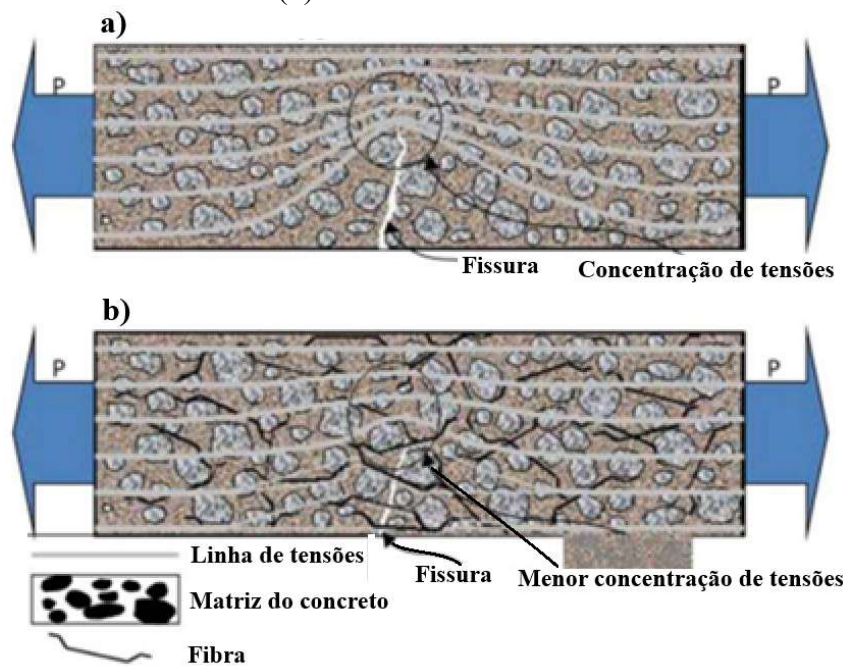 a)
P P
Fissura Concentração de tensões
b)
P P
Linha de tensões
Fissura Menor concentração de tensões
Matriz do concreto
Fibra